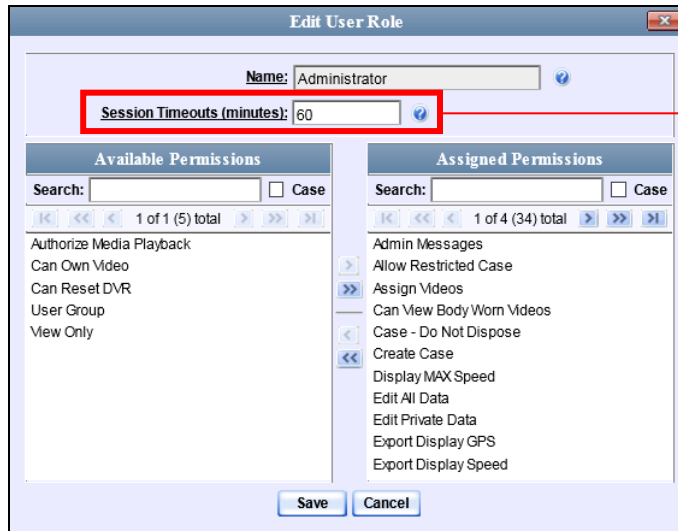 Edit User Role
Name: Administrator
Session Timeouts (minutes): 60
Available Permissions
Search: Case
1 of 1 (5) total
Authorize Media Playback
Can Own Video
Can Reset DVR
User Group
View Only
Assigned Permissions
Search: Case
1 of 4 (34) total
Admin Messages
Allow Restricted Case
Assign Videos
Can View Body Worn Videos
Case - Do Not Dispose
Create Case
Display MAX Speed
Edit All Data
Edit Private Data
Export Display GPS
Export Display Speed
Save Cancel